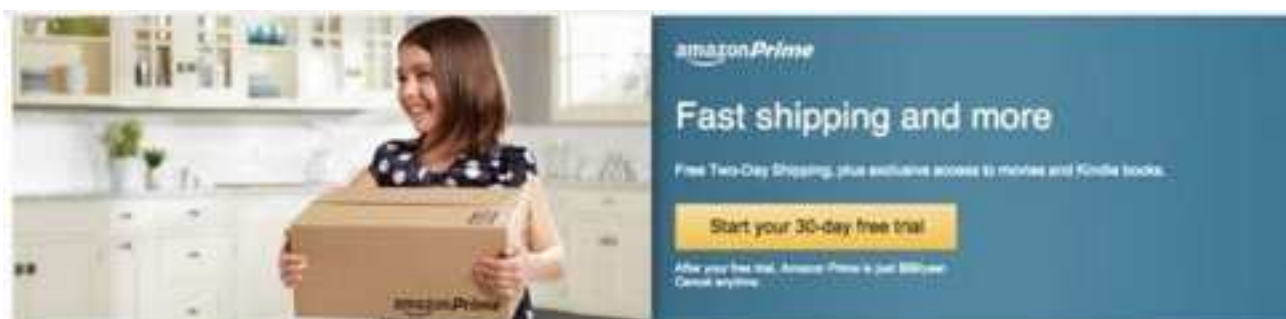 amazonPrime
Fast shipping and more
Free Two-Day Shipping, plus exclusive access to movies and Kindle books.
Start your 30-day free trial
After your free trial, Amazon Prime is just
Cancel anytime.
amazonPrime